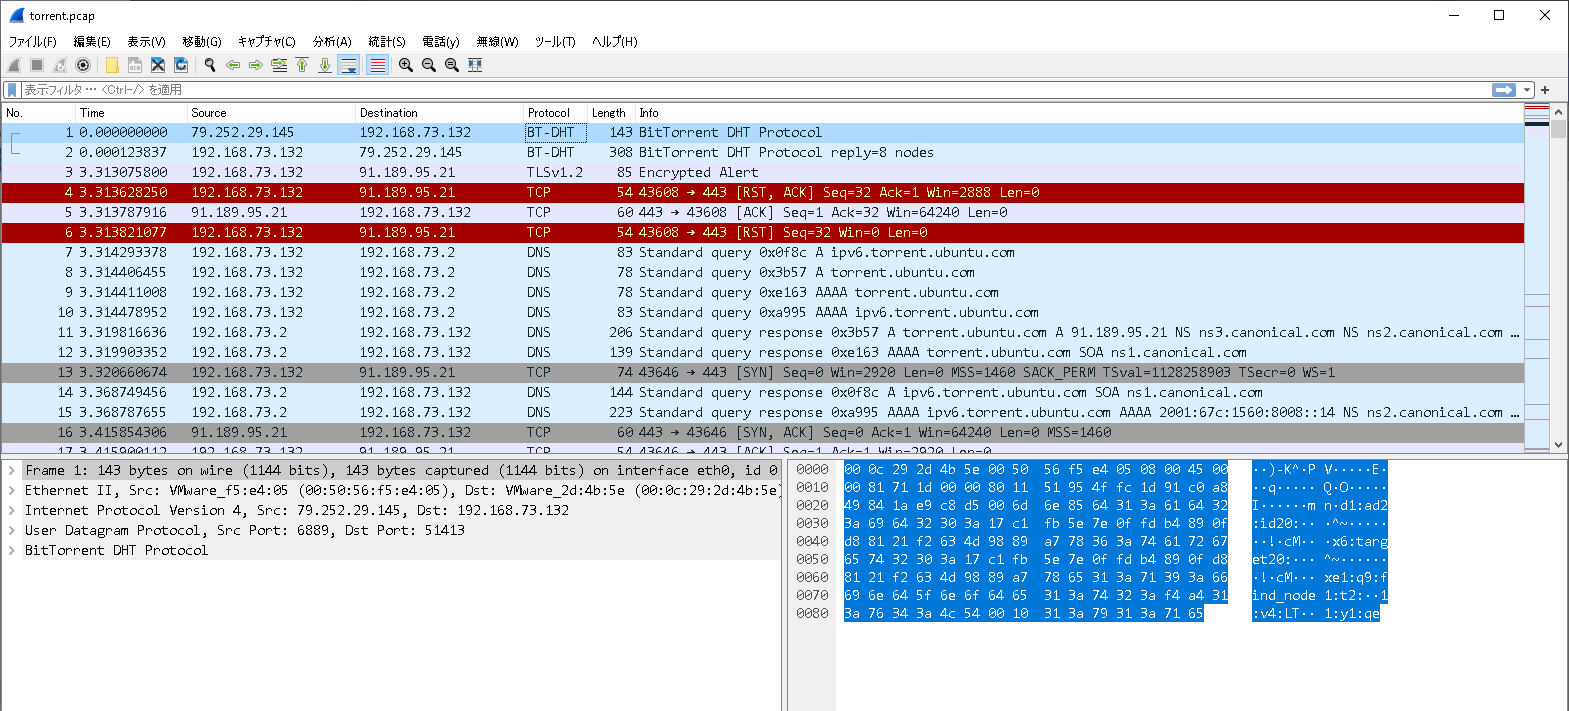 torrent.pcap
ファイル(F) 編集(E) 表示(V) 移動(G) キャプチャ(C) 分析(A) 統計(S) 電話(y) 無線(W) ツール(T) ヘルプ(H)
表示フィルタ … <Ctrl-/> を適用
No. Time Source Destination Protocol Length Info
1 0.000000000 79.252.29.145 192.168.73.132 BT-DHT 143 BitTorrent DHT Protocol
2 0.000123837 192.168.73.132 79.252.29.145 BT-DHT 308 BitTorrent DHT Protocol reply=8 nodes
3 3.313075800 192.168.73.132 91.189.95.21 TLSv1.2 85 Encrypted Alert
4 3.313628250 192.168.73.132 91.189.95.21 TCP 54 43608 → 443 [RST, ACK] Seq=32 Ack=1 Win=2888 Len=0
5 3.313787916 91.189.95.21 192.168.73.132 TCP 60 443 → 43608 [ACK] Seq=1 Ack=32 Win=64240 Len=0
6 3.313821077 192.168.73.132 91.189.95.21 TCP 54 43608 → 443 [RST] Seq=32 Win=0 Len=0
7 3.314293378 192.168.73.132 192.168.73.2 DNS 83 Standard query 0x0f8c A ipv6.torrent.ubuntu.com
8 3.314406455 192.168.73.132 192.168.73.2 DNS 78 Standard query 0x3b57 A torrent.ubuntu.com
9 3.314411008 192.168.73.132 192.168.73.2 DNS 78 Standard query 0xe163 AAAA torrent.ubuntu.com
10 3.314478952 192.168.73.132 192.168.73.2 DNS 83 Standard query 0xa995 AAAA ipv6.torrent.ubuntu.com
11 3.319816636 192.168.73.2 192.168.73.132 DNS 206 Standard query response 0x3b57 A torrent.ubuntu.com A 91.189.95.21 NS ns3.canonical.com NS ns2.canonical.com …
12 3.319903352 192.168.73.2 192.168.73.132 DNS 139 Standard query response 0xe163 AAAA torrent.ubuntu.com SOA ns1.canonical.com
13 3.320660674 192.168.73.132 91.189.95.21 TCP 74 43646 → 443 [SYN] Seq=0 Win=2920 Len=0 MSS=1460 SACK_PERM TSval=1128258903 TSecr=0 WS=1
14 3.368749456 192.168.73.2 192.168.73.132 DNS 144 Standard query response 0x0f8c A ipv6.torrent.ubuntu.com SOA ns1.canonical.com
15 3.368787655 192.168.73.2 192.168.73.132 DNS 223 Standard query response 0xa995 AAAA ipv6.torrent.ubuntu.com AAAA 2001:67c:1560:8008::14 NS ns2.canonical.com …
16 3.415854306 91.189.95.21 192.168.73.132 TCP 60 443 → 43646 [SYN, ACK] Seq=0 Ack=1 Win=64240 Len=0 MSS=1460
17 3.415900112 192.168.73.132 91.189.95.21 TCP 54 43646 → 443 [ACK] Seq=1 Ack=1 Win=2920 Len=0
Frame 1: 143 bytes on wire (1144 bits), 143 bytes captured (1144 bits) on interface eth0, id 0
Ethernet II, Src: VMware_f5:e4:05 (00:50:56:f5:e4:05), Dst: VMware_2d:4b:5e (00:0c:29:2d:4b:5e)
Internet Protocol Version 4, Src: 79.252.29.145, Dst: 192.168.73.132
User Datagram Protocol, Src Port: 6889, Dst Port: 51413
BitTorrent DHT Protocol
0000 00 0c 29 2d 4b 5e 00 50 56 f5 e4 05 08 00 45 00 ··)-K^·P V·····E·
0010 00 81 71 1d 00 00 80 11 51 95 4f fc 1d 91 c0 a8 ··q····· Q·O·····
0020 49 84 1a e9 c8 d5 00 6d 6e 85 64 31 3a 61 64 32 I······m n·d1:ad2
0030 3a 69 64 32 30 3a 17 c1 fb 5e 7e 0f fd b4 89 0f :id20:·· ·^~·····
0040 d8 81 21 f2 63 4d 98 89 a7 78 36 3a 74 61 72 67 ··!·cM·· ·x6:targ
0050 65 74 32 30 3a 17 c1 fb 5e 7e 0f fd b4 89 0f d8 et20:··· ^~······
0060 81 21 f2 63 4d 98 89 a7 78 65 31 3a 71 39 3a 66 ·!·cM··· xe1:q9:f
0070 69 6e 64 5f 6e 6f 64 65 31 3a 74 32 3a f4 a4 31 ind_node 1:t2:··1
0080 3a 76 34 3a 4c 54 00 10 31 3a 79 31 3a 71 65 :v4:LT·· 1:y1:qe